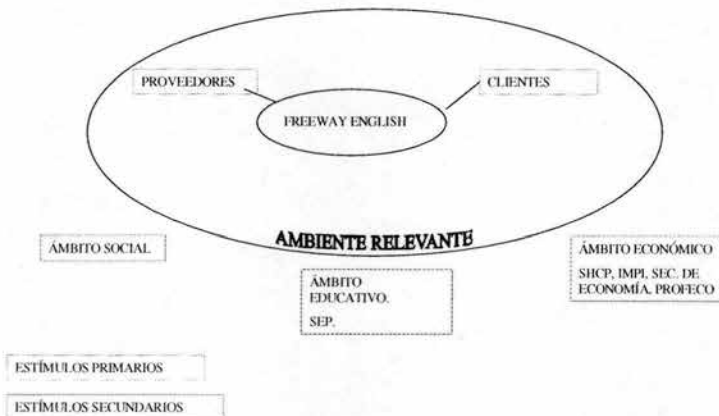 PROVEEDORES
CLIENTES
FREEWAY ENGLISH
AMBIENTE RELEVANTE
ÁMBITO SOCIAL
ÁMBITO ECONÓMICO
SHCP, IMPI, SEC. DE
ECONOMÍA, PROFECO
ÁMBITO
EDUCATIVO.
SEP.
ESTÍMULOS PRIMARIOS
ESTÍMULOS SECUNDARIOS